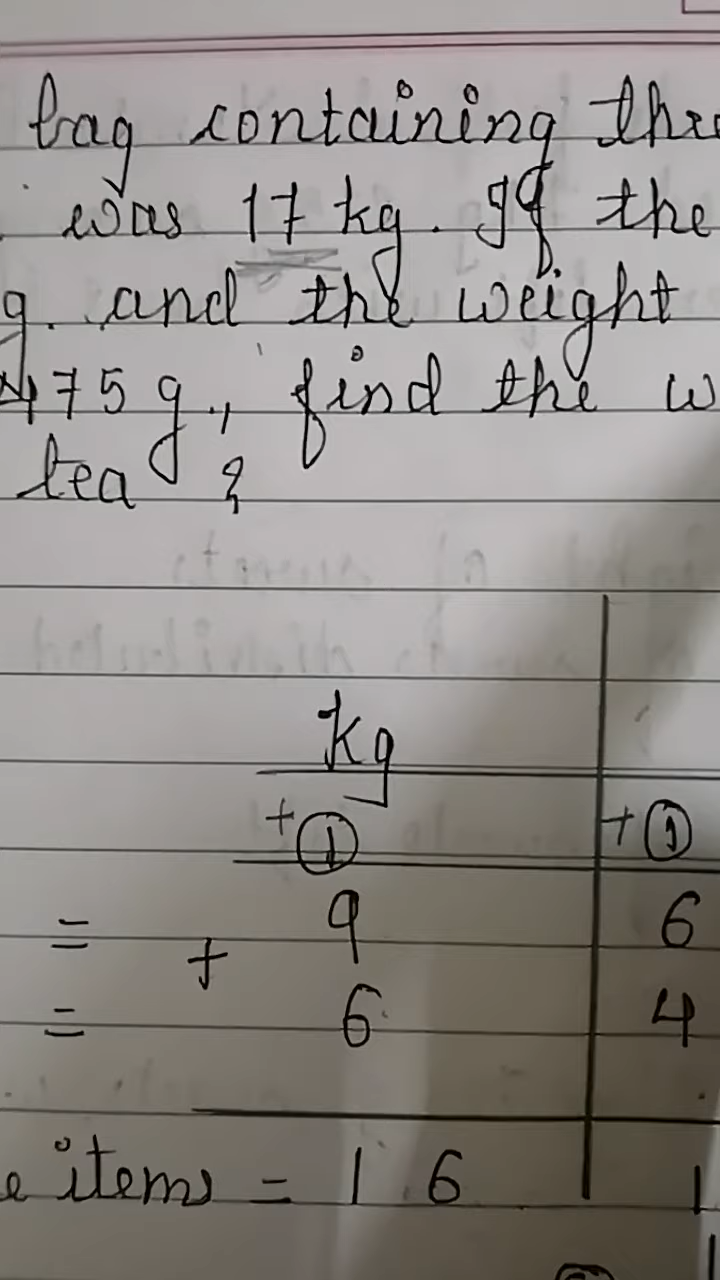 bag containing thr
. was 17 kg. If the
g. and the weight
475 g., find the w
tea ?
kg
+ 1 + 1
= + 9 6
= 6 4
e items = 1 6 1